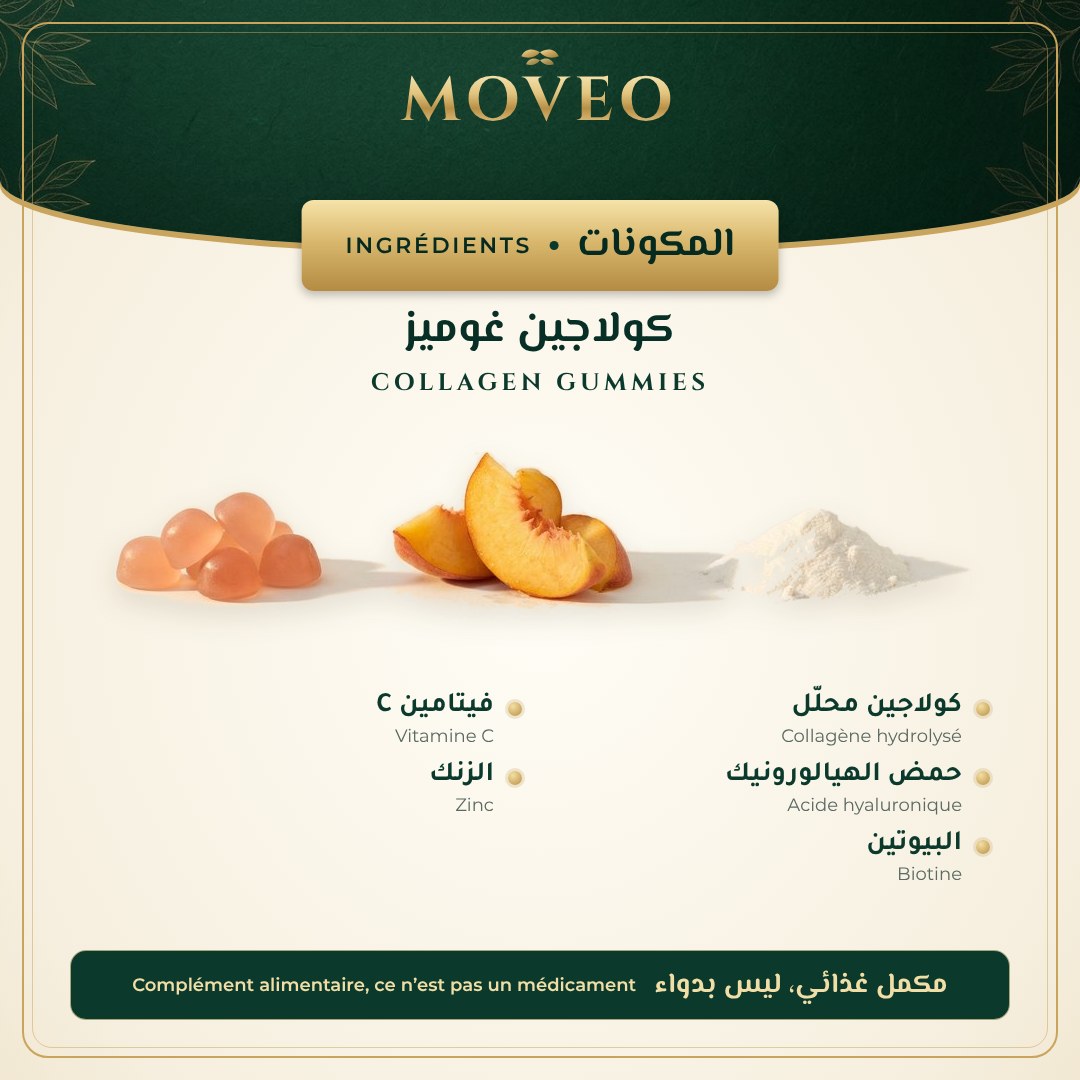 MOVEO
INGRÉDIENTS • المكونات
كولاجين غوميز
COLLAGEN GUMMIES
كولاجين محلّل
Collagène hydrolysé
حمض الهيالورونيك
Acide hyaluronique
البيوتين
Biotine
فيتامين C
Vitamine C
الزنك
Zinc
مكمل غذائي، ليس بدواء Complément alimentaire, ce n’est pas un médicament